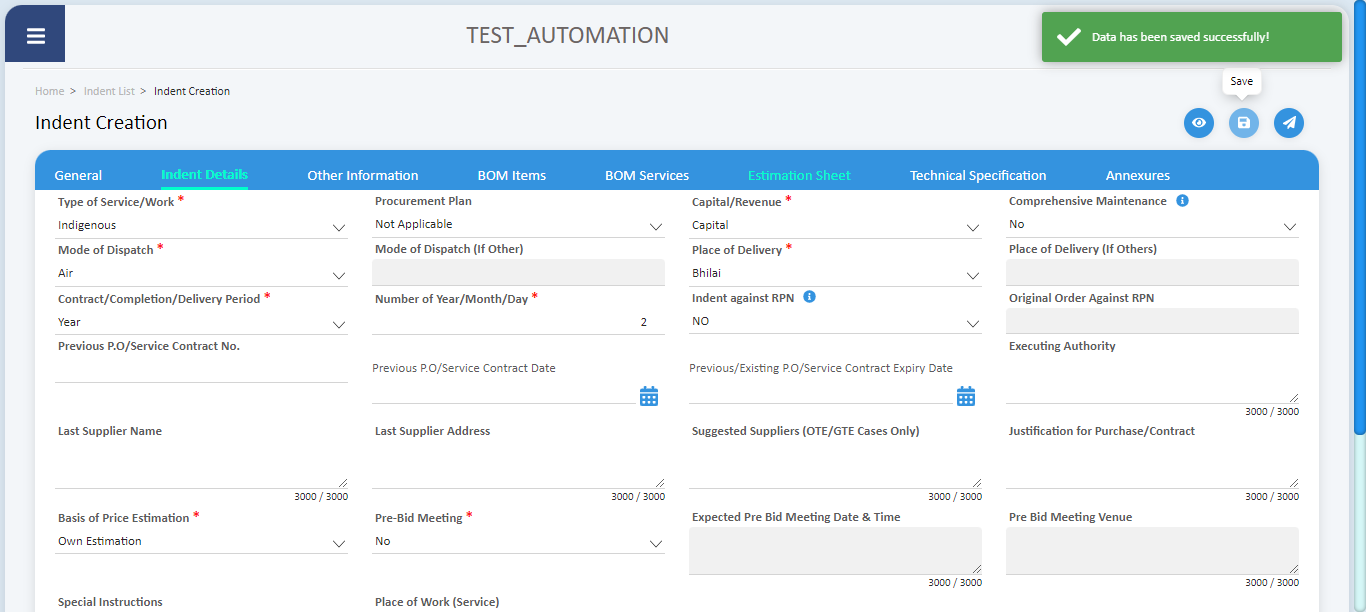 TEST_AUTOMATION
Data has been saved successfully!
Save
Home > Indent List > Indent Creation
Indent Creation
General Indent Details Other Information BOM Items BOM Services Estimation Sheet Technical Specification Annexures
Type of Service/Work * Procurement Plan Capital/Revenue * Comprehensive Maintenance i
Indigenous Not Applicable Capital No
Mode of Dispatch * Mode of Dispatch (If Other) Place of Delivery * Place of Delivery (If Others)
Air Bhilai
Contract/Completion/Delivery Period * Number of Year/Month/Day * Indent against RPN i Original Order Against RPN
Year 2 NO
Previous P.O/Service Contract No. Executing Authority
Previous P.O/Service Contract Date Previous/Existing P.O/Service Contract Expiry Date
3000 / 3000
Last Supplier Name Last Supplier Address Suggested Suppliers (OTE/GTE Cases Only) Justification for Purchase/Contract
3000 / 3000 3000 / 3000 3000 / 3000 3000 / 3000
Basis of Price Estimation * Pre-Bid Meeting * Expected Pre Bid Meeting Date & Time Pre Bid Meeting Venue
Own Estimation No
3000 / 3000 3000 / 3000
Special Instructions Place of Work (Service)